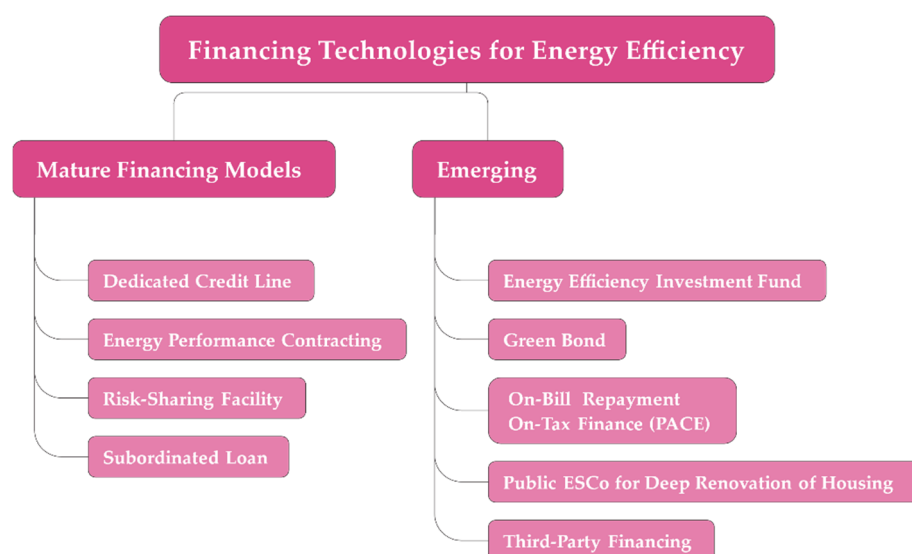 Financing Technologies for Energy Efficiency
Mature Financing Models
Dedicated Credit Line
Energy Performance Contracting
Risk-Sharing Facility
Subordinated Loan
Emerging
Energy Efficiency Investment Fund
Green Bond
On-Bill Repayment
On-Tax Finance (PACE)
Public ESCo for Deep Renovation of Housing
Third-Party Financing